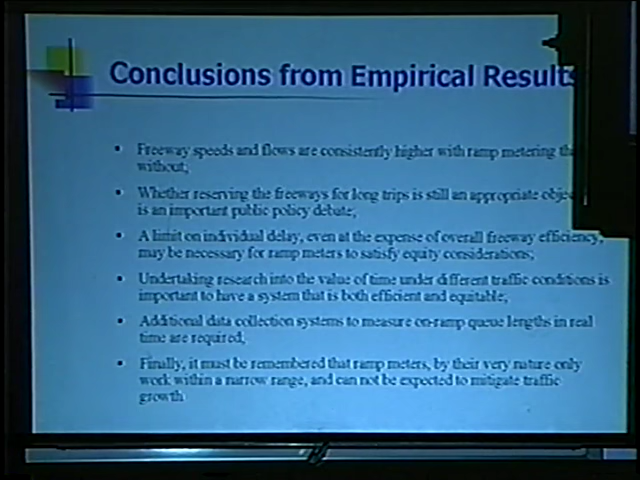 Conclusions from Empirical Results
• Freeway speeds and flows are consistently higher with ramp metering
without;
• Whether reserving the freeways for long trips is still an appropriate
is an important public policy debate;
• A limit on individual delay, even at the expense of overall freeway efficiency,
may be necessary for ramp meters to satisfy equity considerations;
• Undertaking research into the value of time under different traffic conditions is
important to have a system that is both efficient and equitable;
• Additional data collection systems to measure on-ramp queue lengths in real
time are required;
• Finally, it must be remembered that ramp meters, by their very nature only
work within a narrow range, and can not be expected to mitigate traffic
growth